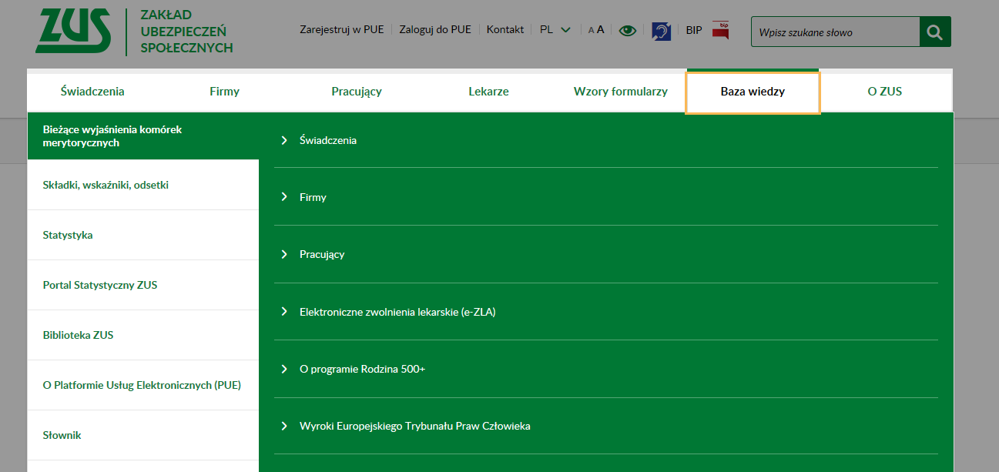 ZUS
ZAKŁAD
UBEZPIECZEŃ
SPOŁECZNYCH
Zarejestruj w PUE
Zaloguj do PUE
Kontakt
PL
A A
BIP
bip
Wpisz szukane słowo
Świadczenia
Firmy
Pracujący
Lekarze
Wzory formularzy
Baza wiedzy
O ZUS
Bieżące wyjaśnienia komórek
merytorycznych
Składki, wskaźniki, odsetki
Statystyka
Portal Statystyczny ZUS
Biblioteka ZUS
O Platformie Usług Elektronicznych (PUE)
Słownik
Świadczenia
Firmy
Pracujący
Elektroniczne zwolnienia lekarskie (e-ZLA)
O programie Rodzina 500+
Wyroki Europejskiego Trybunału Praw Człowieka